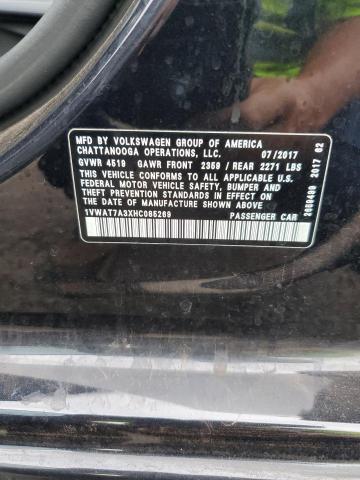 MFD BY VOLKSWAGEN GROUP OF AMERICA
CHATTANOOGA OPERATIONS, LLC. 07/2017
GVWR 4519 GAWR FRONT 2359 / REAR 2271 LBS
THIS VEHICLE CONFORMS TO ALL APPLICABLE U.S.
FEDERAL MOTOR VEHICLE SAFETY, BUMPER AND
THEFT PREVENTION STANDARDS IN EFFECT
ON THE DATE OF MANUFACTURE SHOWN ABOVE
1VWAT7A3XHC085269 PASSENGER CAR
2659496 2017 62